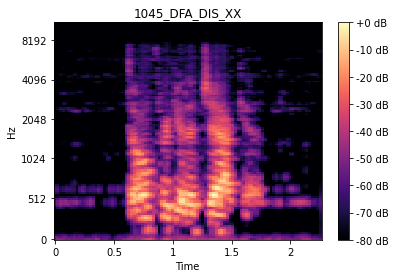 1045_DFA_DIS_XX
8192
4096
2048
1024
512
0
Hz
0
0.5
1
1.5
2
Time
+0 dB
-10 dB
-20 dB
-30 dB
-40 dB
-50 dB
-60 dB
-70 dB
-80 dB